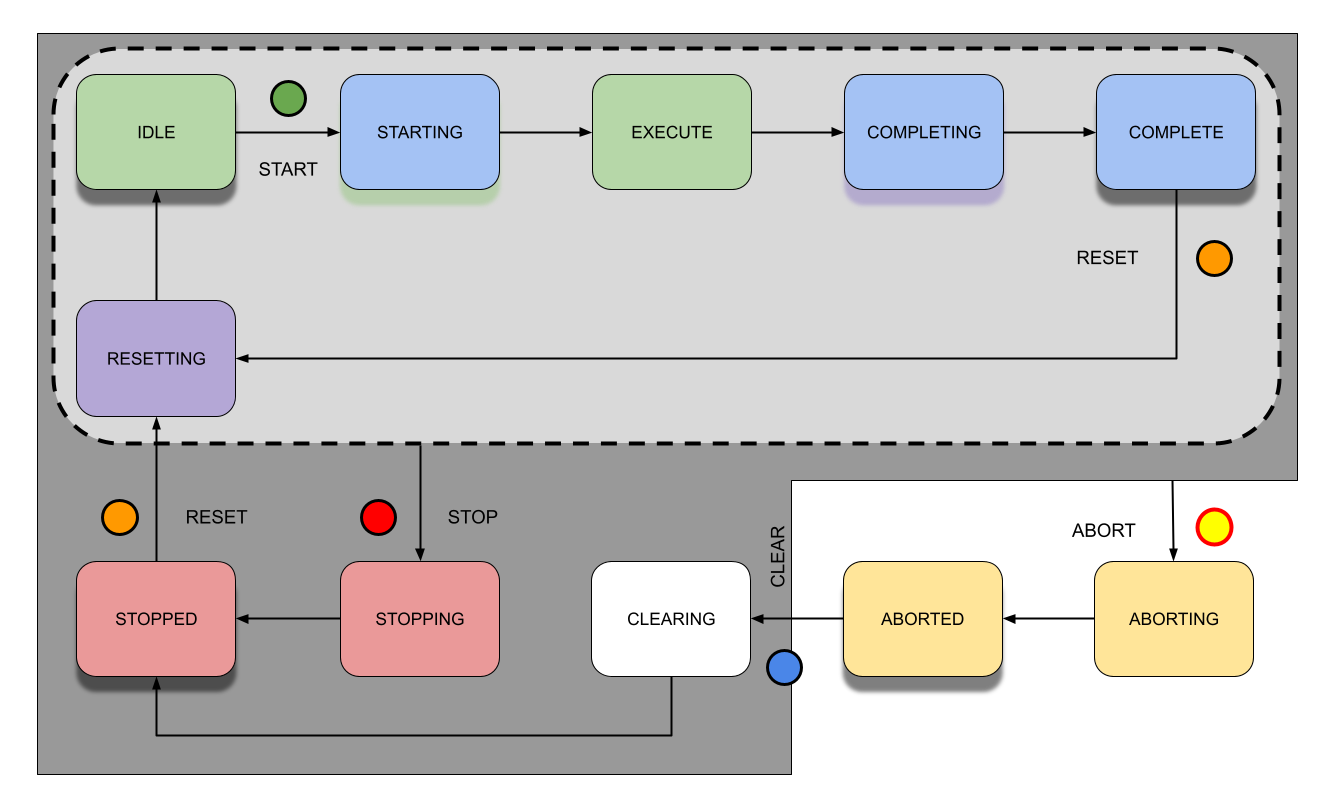 IDLE
START
STARTING
EXECUTE
COMPLETING
COMPLETE
RESET
RESETTING
RESET
STOP
CLEAR
ABORT
STOPPED
STOPPING
CLEARING
ABORTED
ABORTING